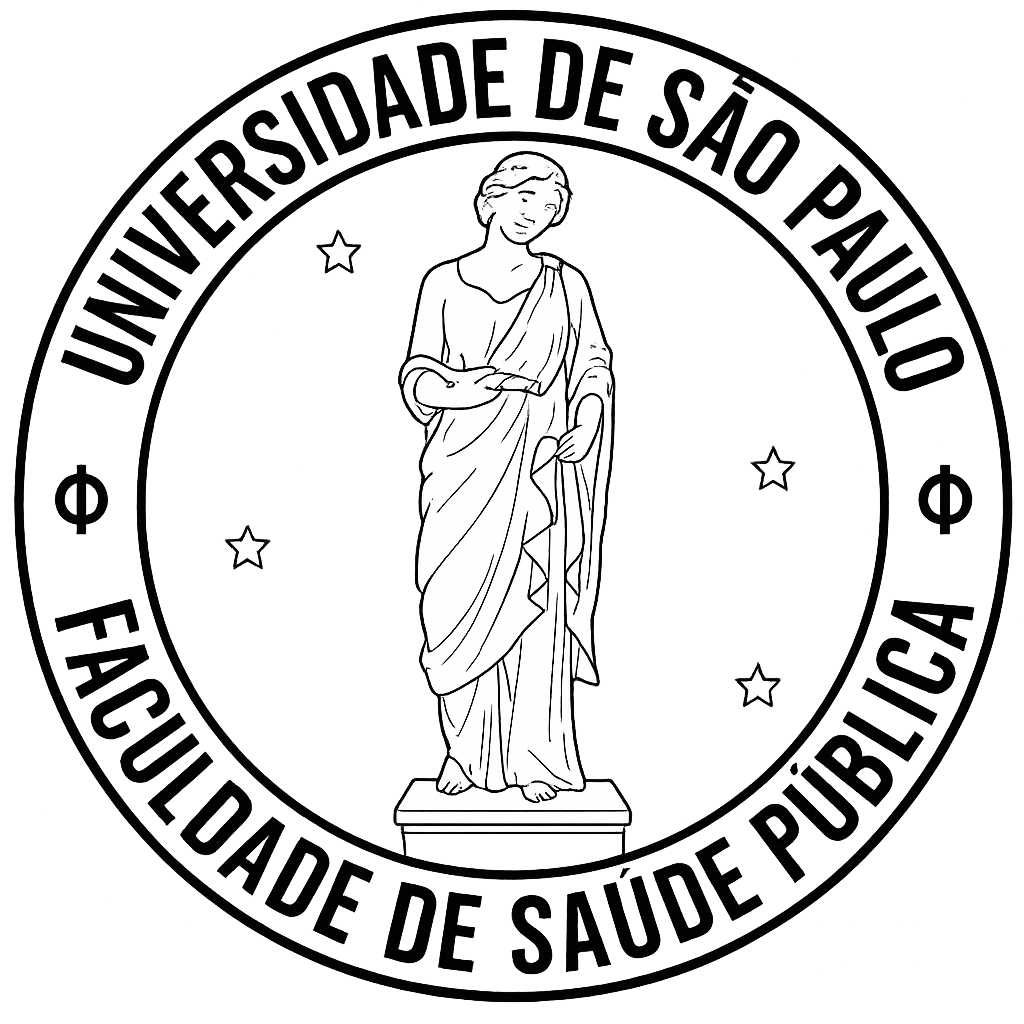 UNIVERSIDADE DE SÃO PAULO
Φ Φ
FACULDADE DE SAÚDE PÚBLICA